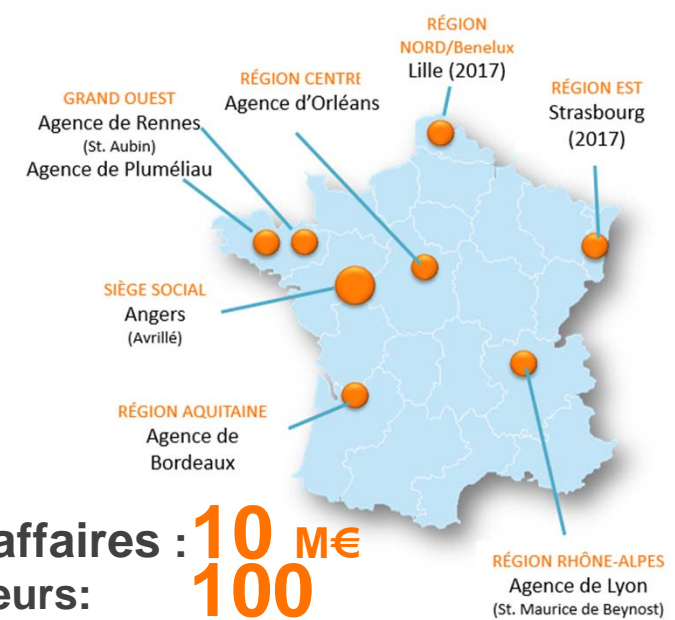 RÉGION
NORD/Benelux
Lille (2017)
RÉGION CENTRE
Agence d'Orléans
RÉGION EST
Strasbourg
(2017)
GRAND OUEST
Agence de Rennes
(St. Aubin)
Agence de Pluméliau
SIÈGE SOCIAL
Angers
(Avrillé)
RÉGION AQUITAINE
Agence de
Bordeaux
affaires : 10 M€
eurs: 100
RÉGION RHÔNE-ALPES
Agence de Lyon
(St. Maurice de Beynost)